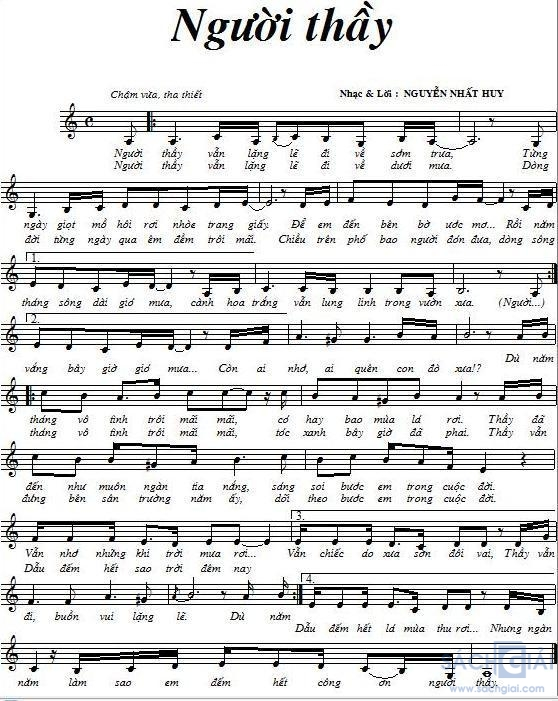 Người thầy
Chậm vừa, tha thiết
Nhạc & Lời : NGUYỄN NHẤT HUY
Người thầy vẫn lặng lẽ đi về sớm trưa, Từng
Người thầy vẫn lặng lẽ đi về dưới mưa. Dòng
ngày giọt mồ hôi rơi nhòe trang giấy. Để em đến bên bờ ước mơ... Rồi năm
đời từng ngày qua êm đềm trôi mãi. Chiều trên phố bao người đón đưa, dòng sông
1.
tháng sông dài gió mưa, cành hoa trắng vẫn lung linh trong vườn xưa. (Người...)
2.
vắng bây giờ gió mưa... Còn ai nhớ, ai quên con đò xưa!? Dù năm
tháng vô tình trôi mãi mãi, có hay bao mùa lá rơi. Thầy đã
tháng vô tình trôi mãi mãi, tóc xanh bây giờ đã phai. Thầy vẫn
đến như muôn ngàn tia nắng, sáng soi bước em trong cuộc đời.
đứng bên sân trường năm ấy, dõi theo bước em trong cuộc đời.
3.
Vẫn nhớ những khi trời mưa rơi... Vẫn chiếc áo xưa sờn đôi vai, Thầy vẫn
Dẫu đếm hết sao trời đêm nay
4.
đi, buồn vui lặng lẽ. Dù năm
Dẫu đếm hết lá mùa thu rơi... Nhưng ngàn
năm làm sao em đếm hết công ơn người thầy.
SACHGIAI
www.sachgiai.com